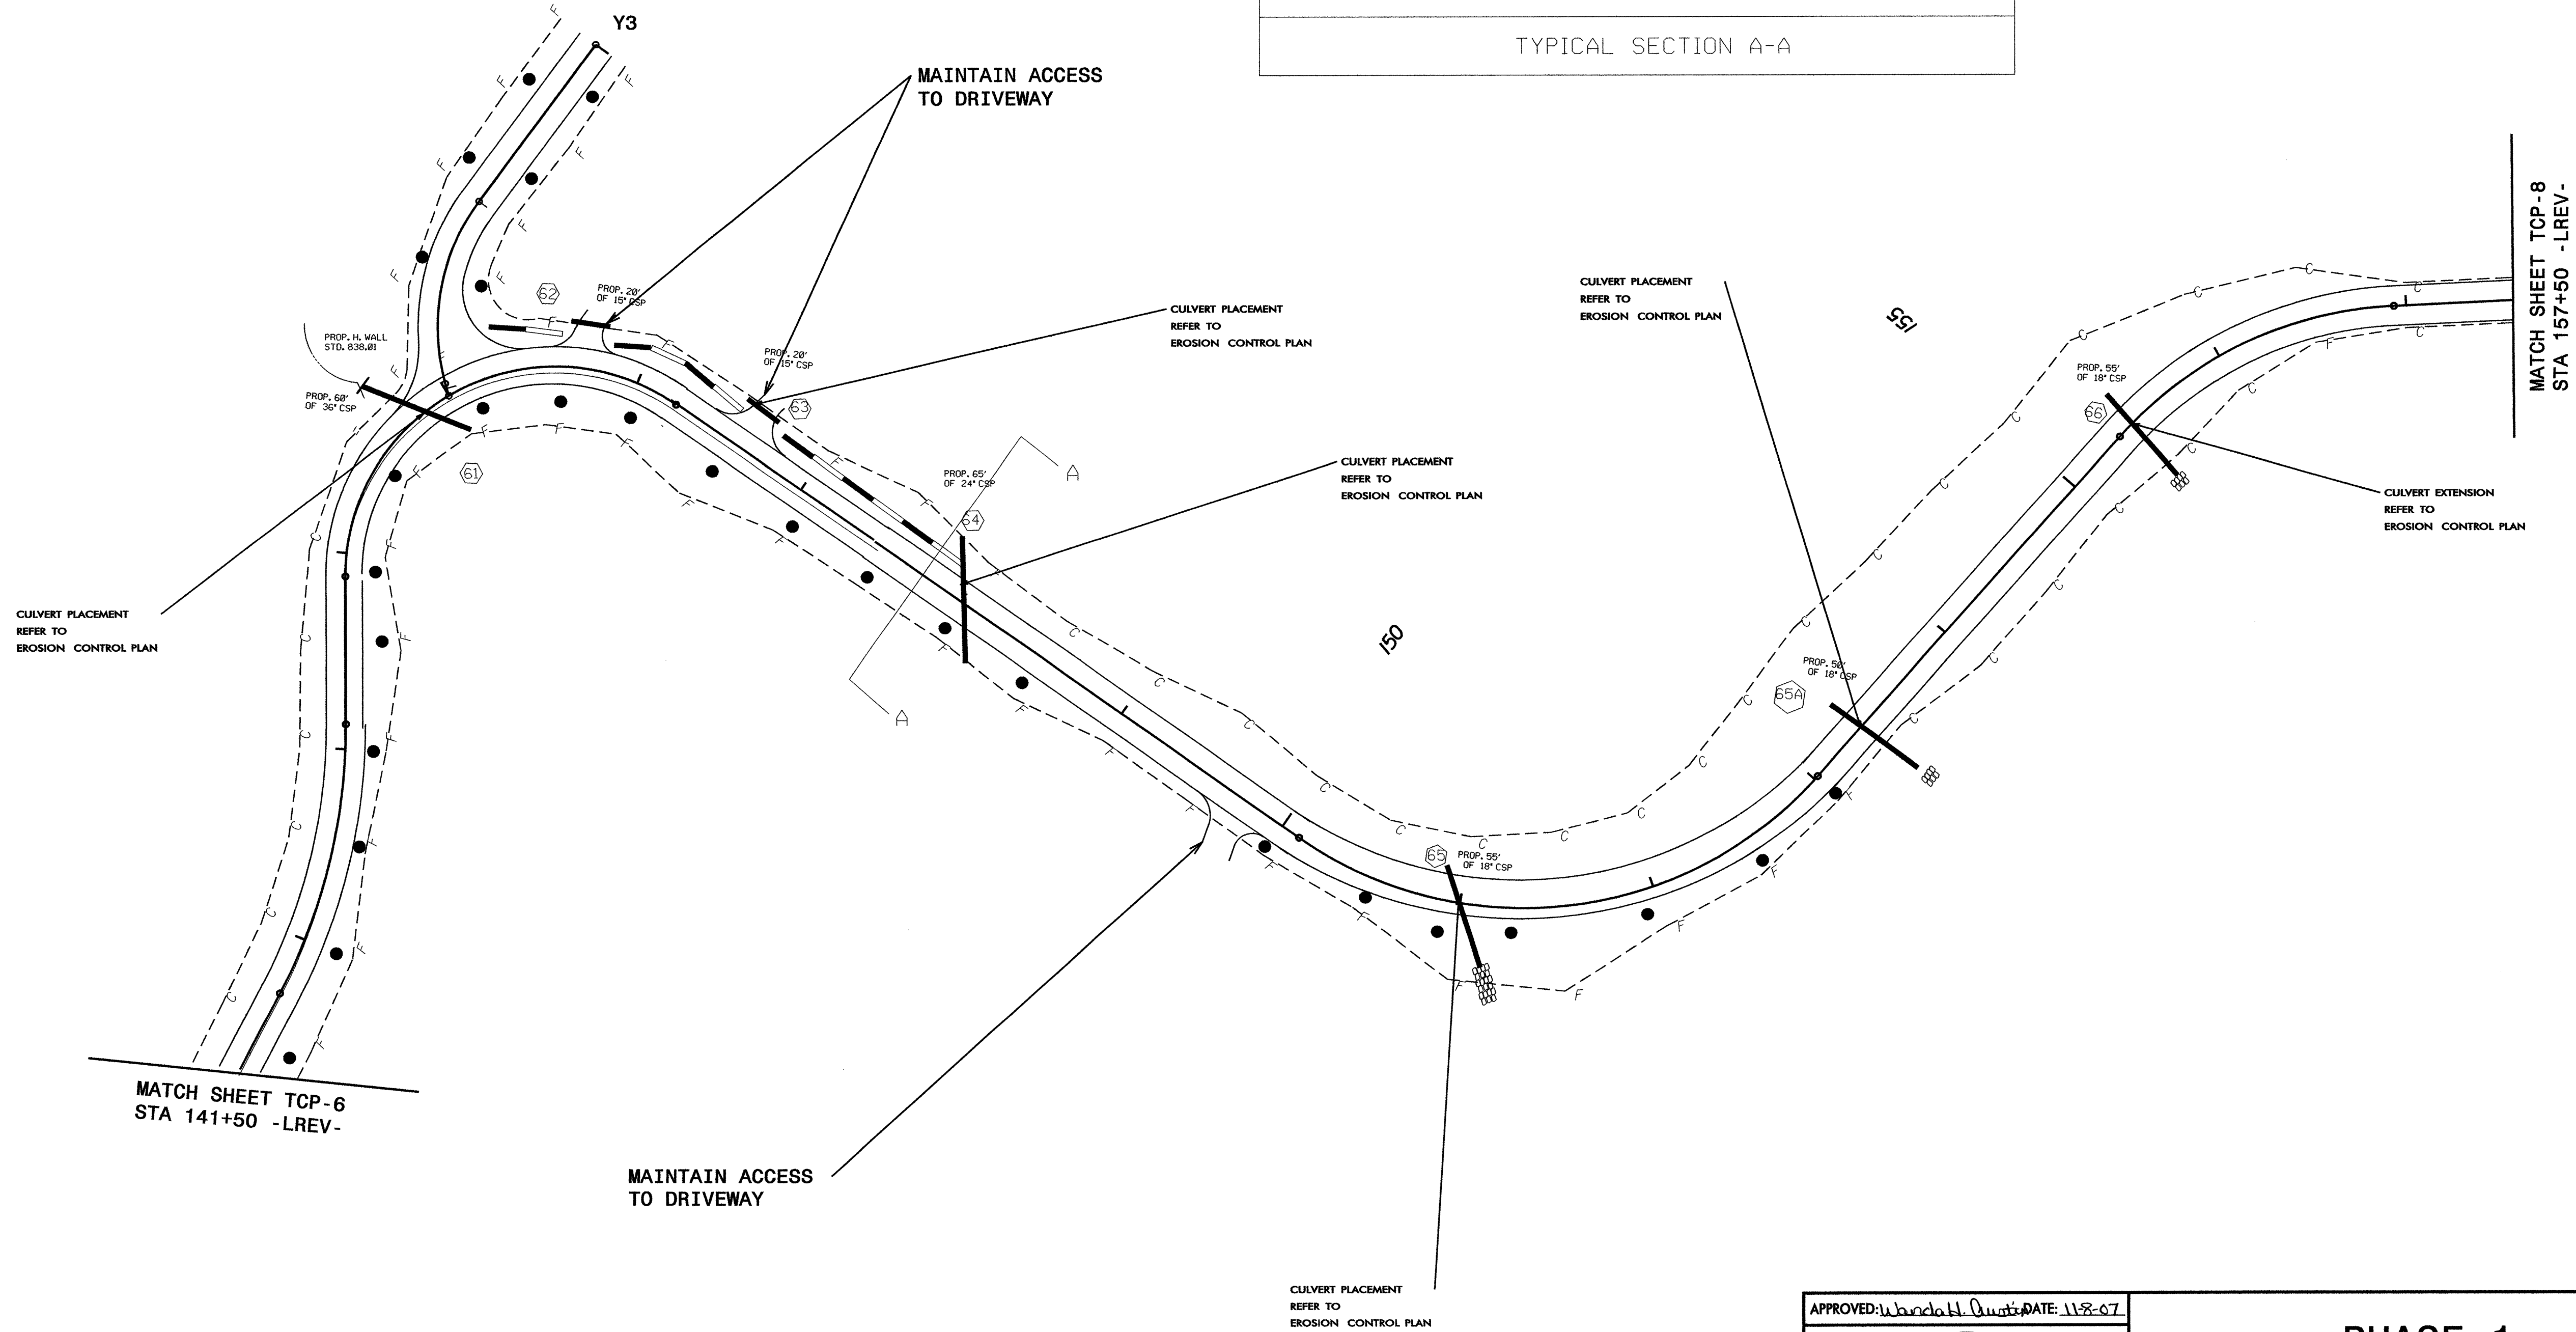 Y3
TYPICAL SECTION A-A
MAINTAIN ACCESS
TO DRIVEWAY
MATCH SHEET TCP-8
STA 157+50 -LREV-
62
PROP. 20'
OF 15" CSP
CULVERT PLACEMENT
REFER TO
EROSION CONTROL PLAN
CULVERT PLACEMENT
REFER TO
EROSION CONTROL PLAN
155
PROP. H. WALL
STD. 838.01
PROP. 20'
OF 15" CSP
63
PROP. 60'
OF 36" CSP
61
PROP. 55'
OF 18" CSP
66
A
PROP. 65'
OF 24" CSP
64
CULVERT PLACEMENT
REFER TO
EROSION CONTROL PLAN
CULVERT EXTENSION
REFER TO
EROSION CONTROL PLAN
CULVERT PLACEMENT
REFER TO
EROSION CONTROL PLAN
150
PROP. 50'
OF 18" CSP
65A
A
65
PROP. 55'
OF 18" CSP
MATCH SHEET TCP-6
STA 141+50 -LREV-
MAINTAIN ACCESS
TO DRIVEWAY
CULVERT PLACEMENT
REFER TO
EROSION CONTROL PLAN
APPROVED: Wanda H. Austin DATE: 11-8-07
PHASE 1